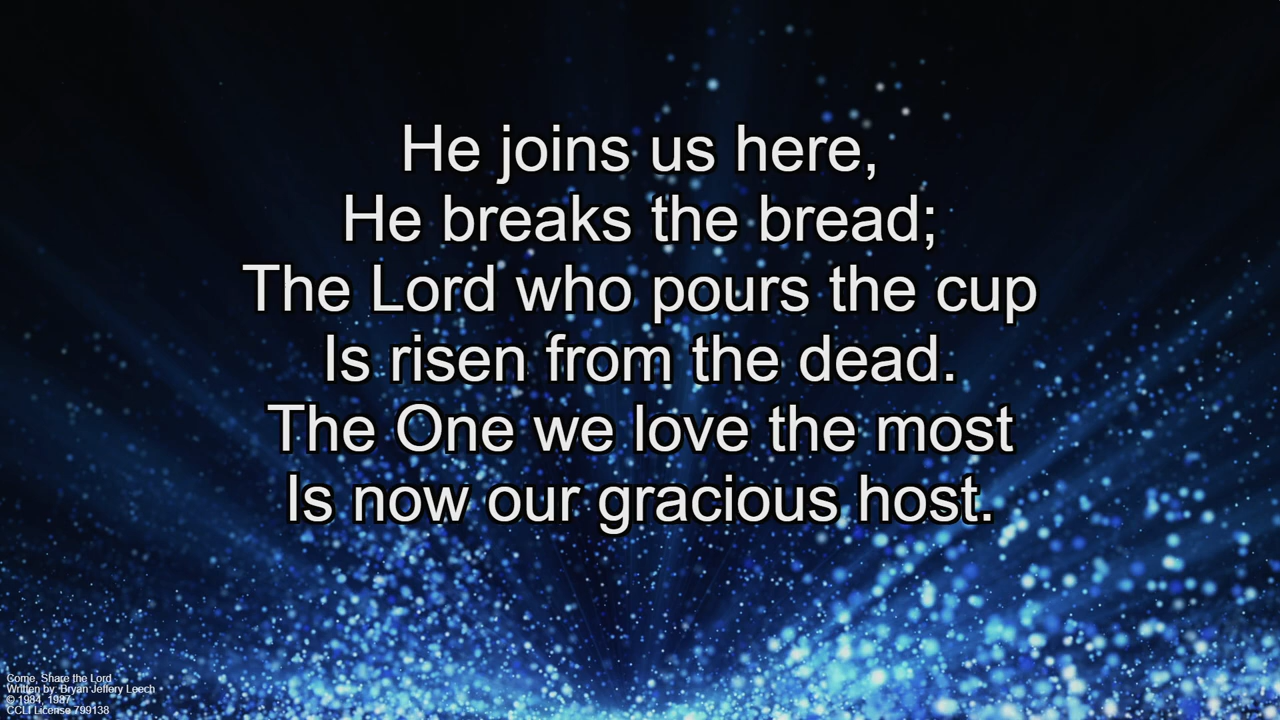 He joins us here,
He breaks the bread;
The Lord who pours the cup
Is risen from the dead.
The One we love the most
Is now our gracious host.
Come, Share the Lord
Written by Bryan Jeffery Leech
© 1984, 1987
CCLI License 799138